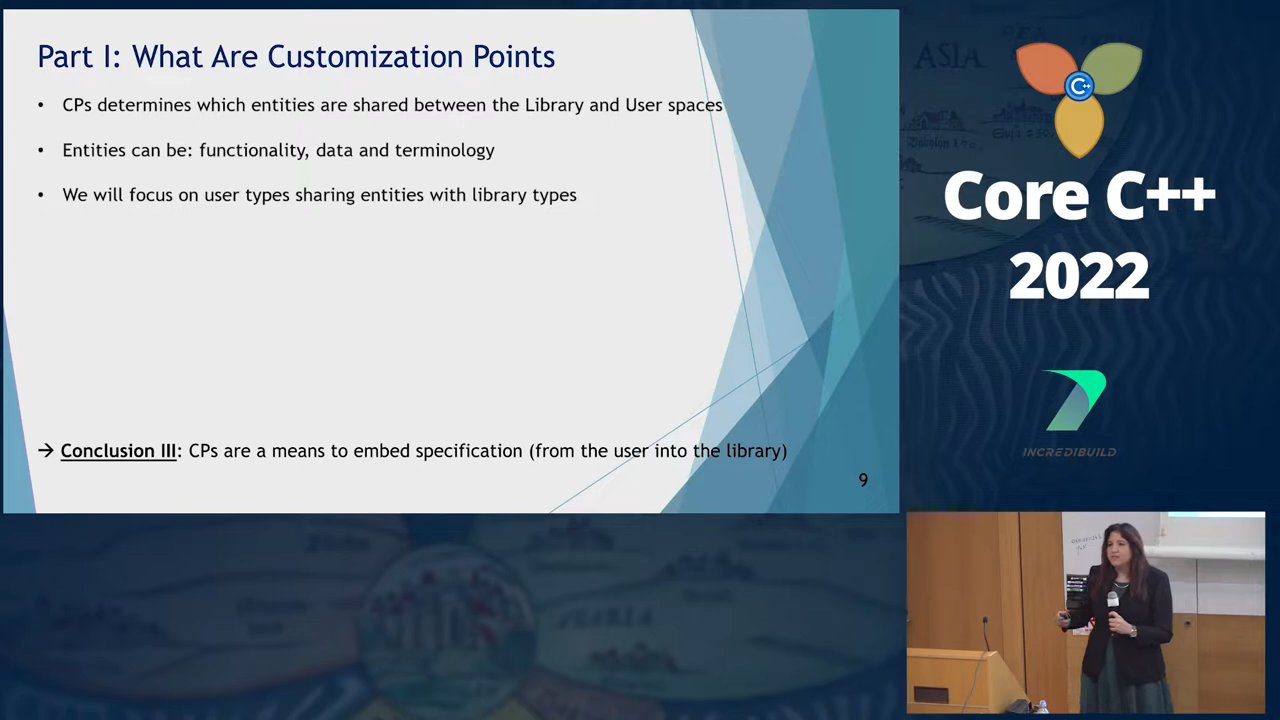 Part I: What Are Customization Points
• CPs determines which entities are shared between the Library and User spaces
• Entities can be: functionality, data and terminology
• We will focus on user types sharing entities with library types
→ Conclusion III: CPs are a means to embed specification (from the user into the library)
9
ASIA
C++
Core C++
2022
INCREDIBUILD